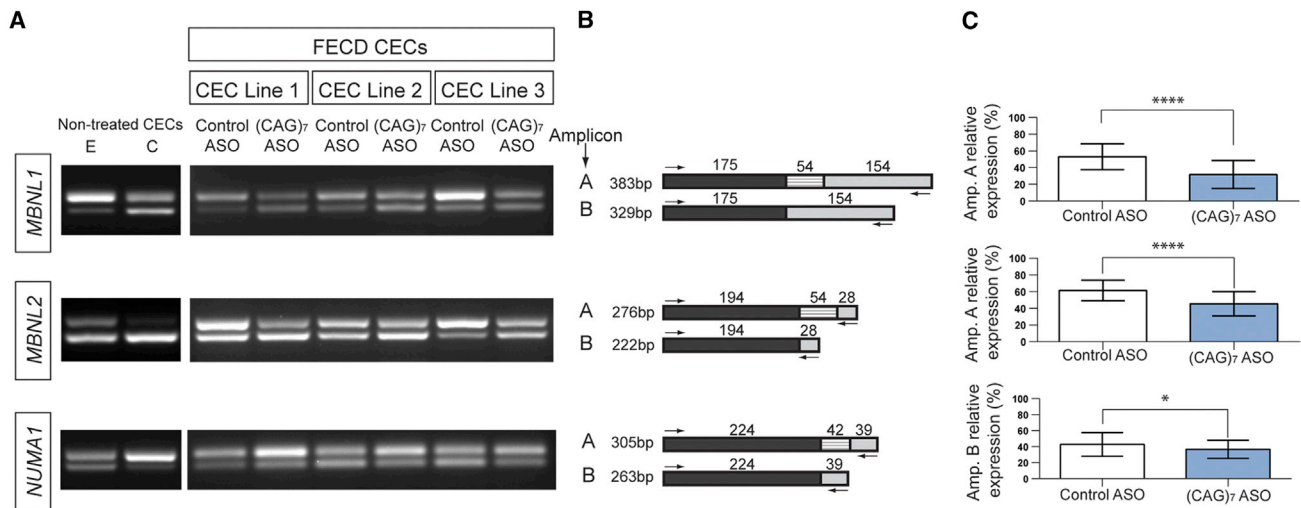 A
B
C
FECD CECs
CEC Line 1 CEC Line 2 CEC Line 3
Non-treated CECs
E C
Control (CAG)₇ Control (CAG)₇ Control (CAG)₇
ASO ASO ASO ASO ASO ASO
Amplicon
MBNL1
A 383bp 175 54 154
B 329bp 175 154
Amp. A relative
expression (%)
100
80
60
40
20
0
****
Control ASO (CAG)₇ ASO
MBNL2
A 276bp 194 54 28
B 222bp 194 28
Amp. A relative
expression (%)
100
80
60
40
20
0
****
Control ASO (CAG)₇ ASO
NUMA1
A 305bp 224 42 39
B 263bp 224 39
Amp. B relative
expression (%)
100
80
60
40
20
0
*
Control ASO (CAG)₇ ASO